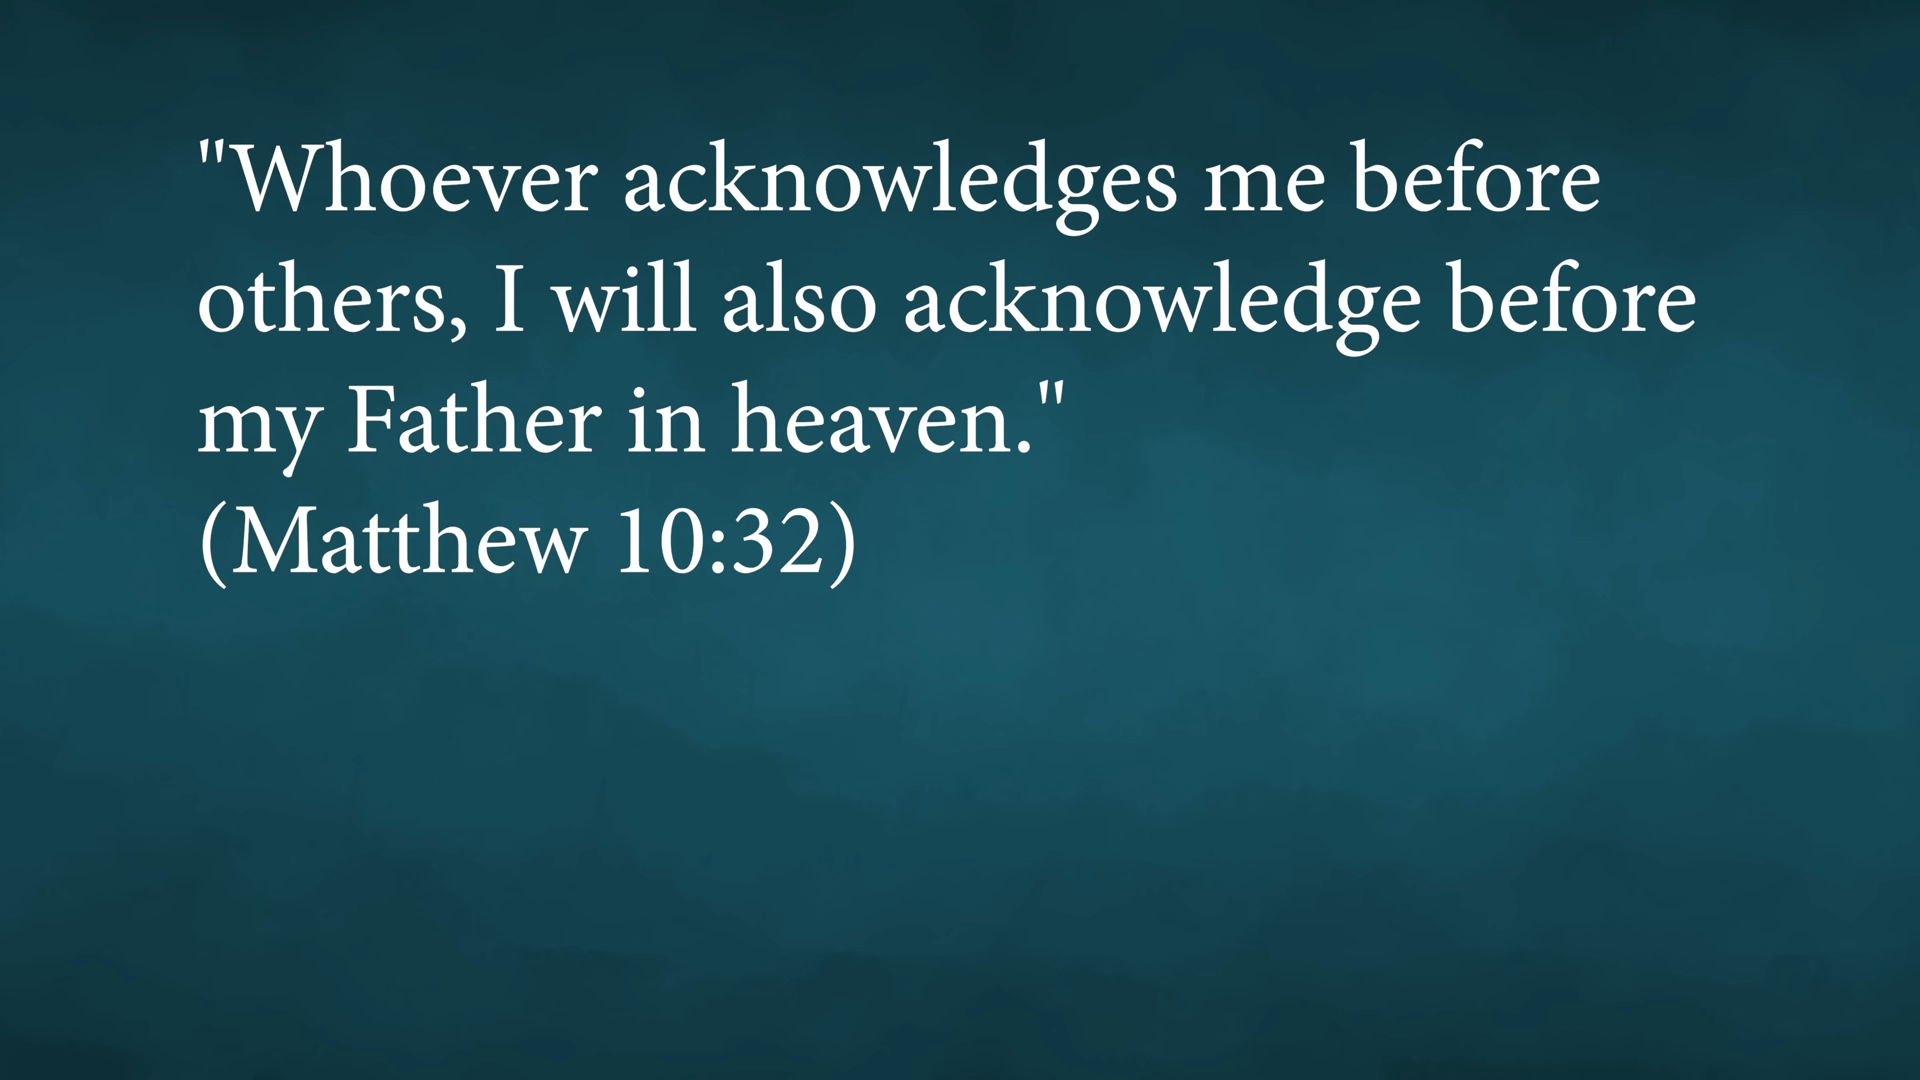 "Whoever acknowledges me before
others, I will also acknowledge before
my Father in heaven."
(Matthew 10:32)